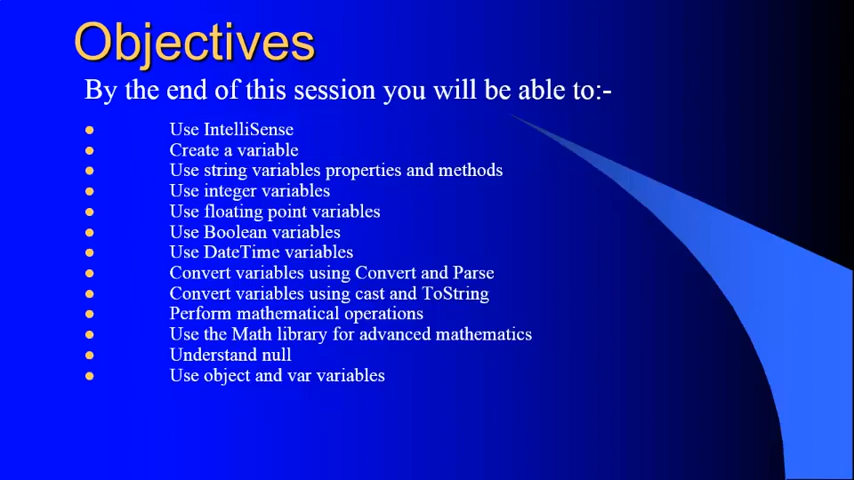 Objectives
By the end of this session you will be able to:-
Use IntelliSense
Create a variable
Use string variables properties and methods
Use integer variables
Use floating point variables
Use Boolean variables
Use DateTime variables
Convert variables using Convert and Parse
Convert variables using cast and ToString
Perform mathematical operations
Use the Math library for advanced mathematics
Understand null
Use object and var variables